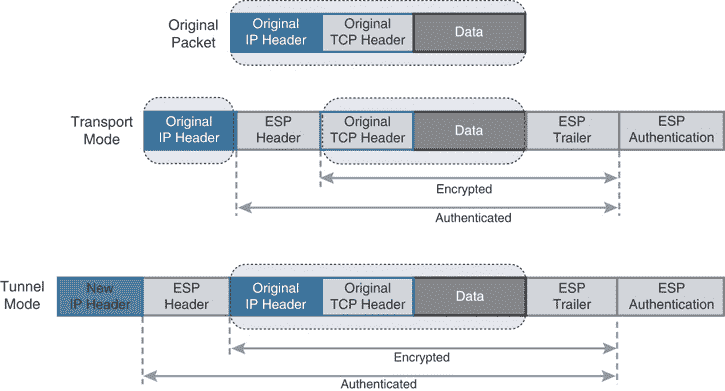 Original
Packet
Original
IP Header
Original
TCP Header
Data
Transport
Mode
Original
IP Header
ESP
Header
Original
TCP Header
Data
ESP
Trailer
ESP
Authentication
Encrypted
Authenticated
Tunnel
Mode
New
IP Header
ESP
Header
Original
IP Header
Original
TCP Header
Data
ESP
Trailer
ESP
Authentication
Encrypted
Authenticated